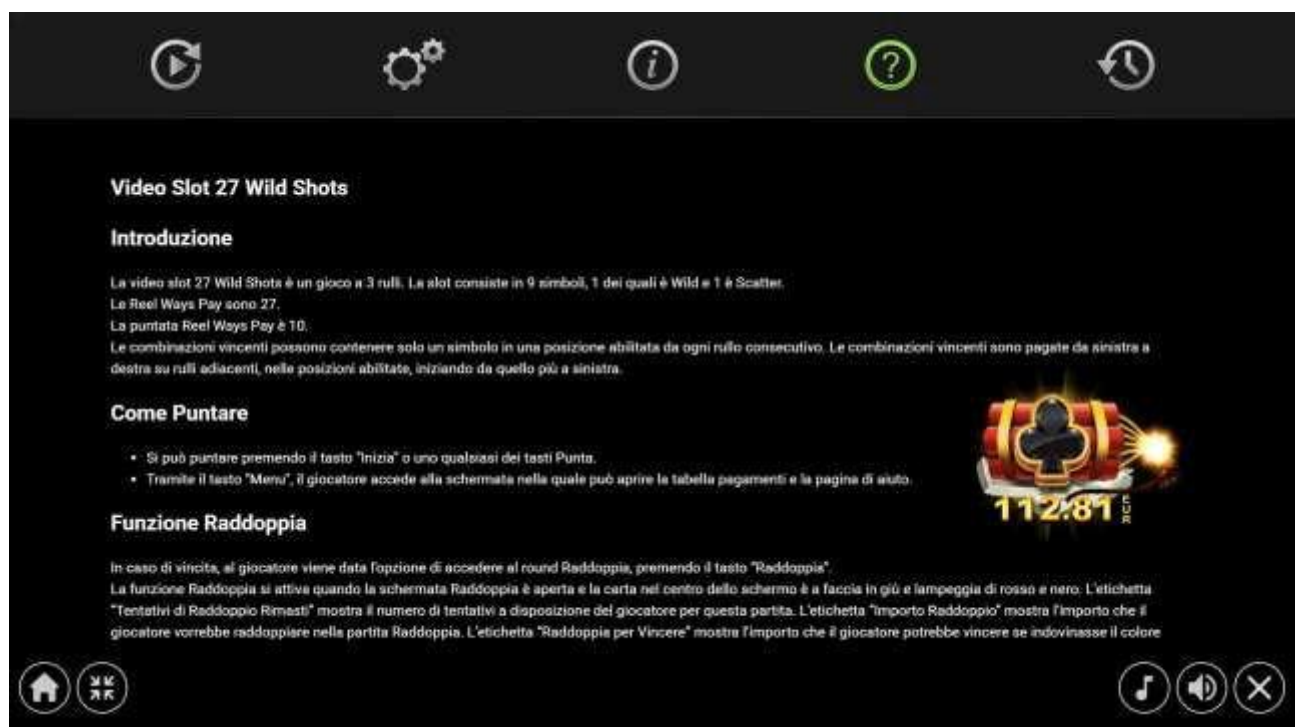 Video Slot 27 Wild Shots
Introduzione
La video slot 27 Wild Shots è un gioco a 3 rulli. La slot consiste in 9 simboli, 1 dei quali è Wild e 1 è Scatter.
Le Reel Ways Pay sono 27.
La puntata Reel Ways Pay è 10.
Le combinazioni vincenti possono contenere solo un simbolo in una posizione abilitata da ogni rullo consecutivo. Le combinazioni vincenti sono pagate da sinistra a
destra su rulli adiacenti, nelle posizioni abilitate, iniziando da quello più a sinistra.
Come Puntare
• Si può puntare premendo il tasto "Inizia" o uno qualsiasi dei tasti Punta.
• Tramite il tasto "Menu", il giocatore accede alla schermata nella quale può aprire la tabella pagamenti e la pagina di aiuto.
112.81 EUR
Funzione Raddoppia
In caso di vincita, al giocatore viene data l'opzione di accedere al round Raddoppia, premendo il tasto "Raddoppia".
La funzione Raddoppia si attiva quando la schermata Raddoppia è aperta e la carta nel centro dello schermo è a faccia in giù e lampeggia di rosso e nero. L'etichetta
"Tentativi di Raddoppio Rimasti" mostra il numero di tentativi a disposizione del giocatore per questa partita. L'etichetta "Importo Raddoppio" mostra l'importo che il
giocatore vorrebbe raddoppiare nella partita Raddoppia. L'etichetta "Raddoppia per Vincere" mostra l'importo che il giocatore potrebbe vincere se indovinasse il colore